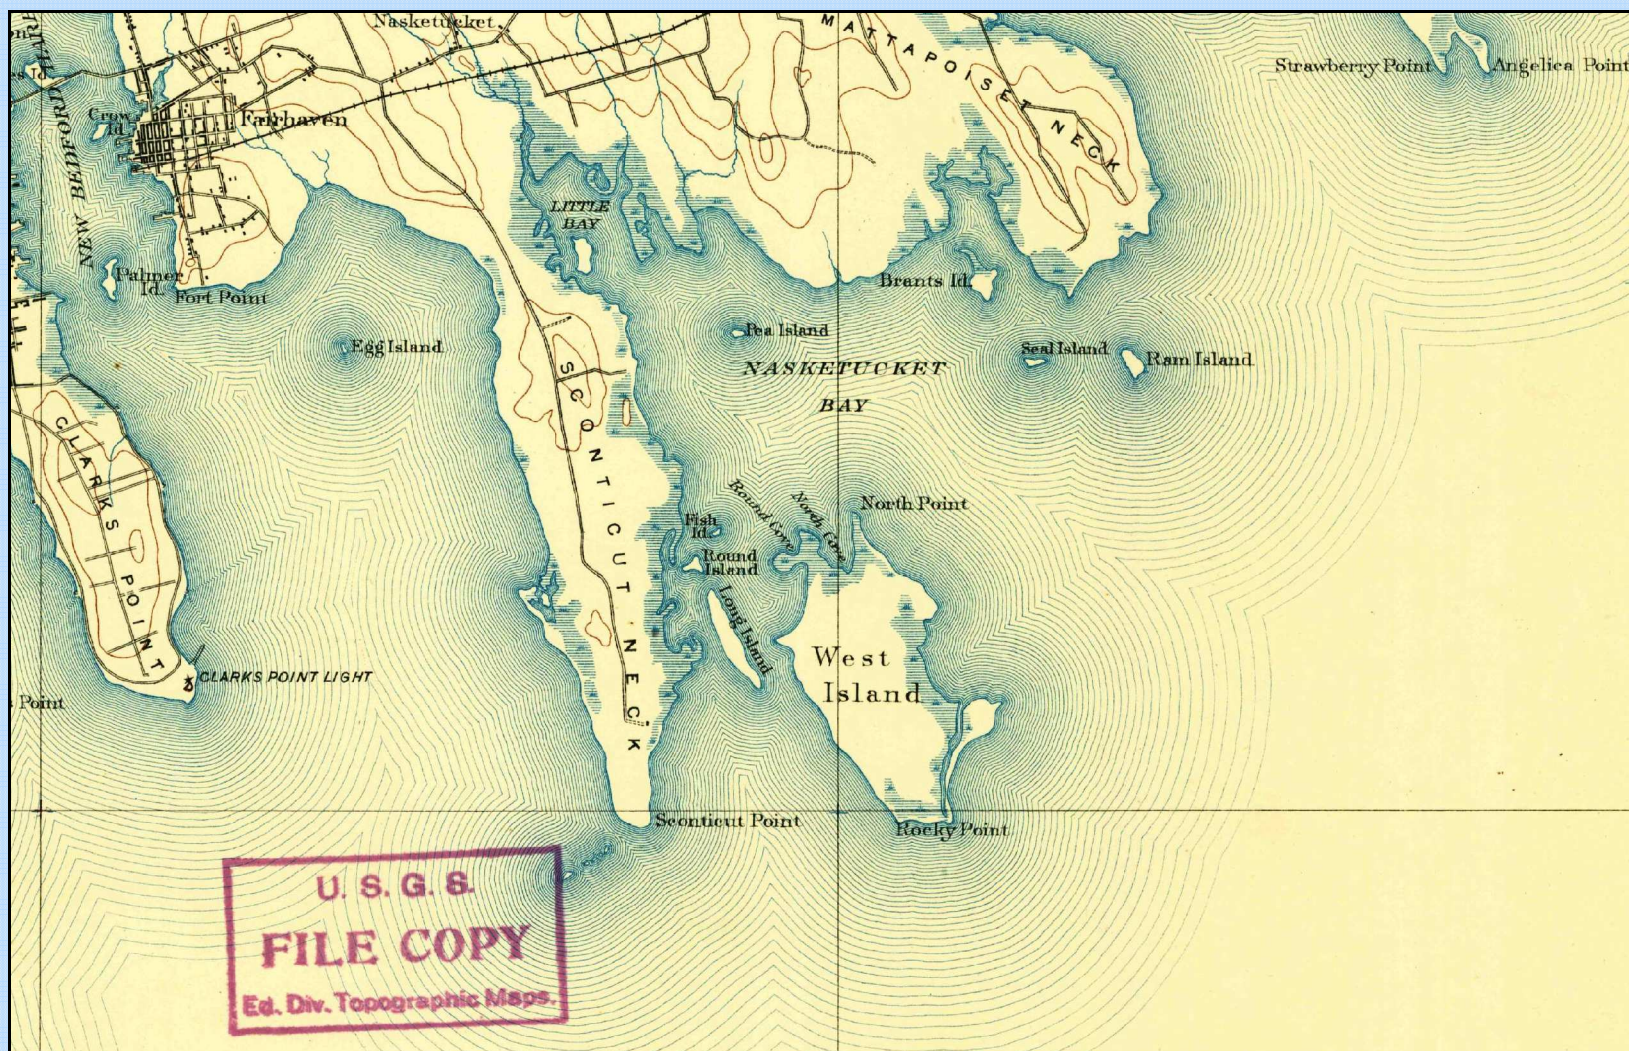 Nasketucket
MATTAPOISET
NECK
Strawberry Point
Angelica Point
Crow
Id.
Fairhaven
NEW BEDFORD
LITTLE
BAY
Palmer
Id.
Fort Point
Brants Id.
Egg Island
Pea Island
Seal Island
Ram Island
NASKETUCKET
BAY
CLARKS POINT
SCONTICUT NECK
Round Cove
North Cove
North Point
Fish
Id.
Round
Island
Long Island
West
Island
CLARKS POINT LIGHT
Point
Sconticut Point
Rocky Point
U. S. G. S.
FILE COPY
Ed. Div. Topographic Maps.